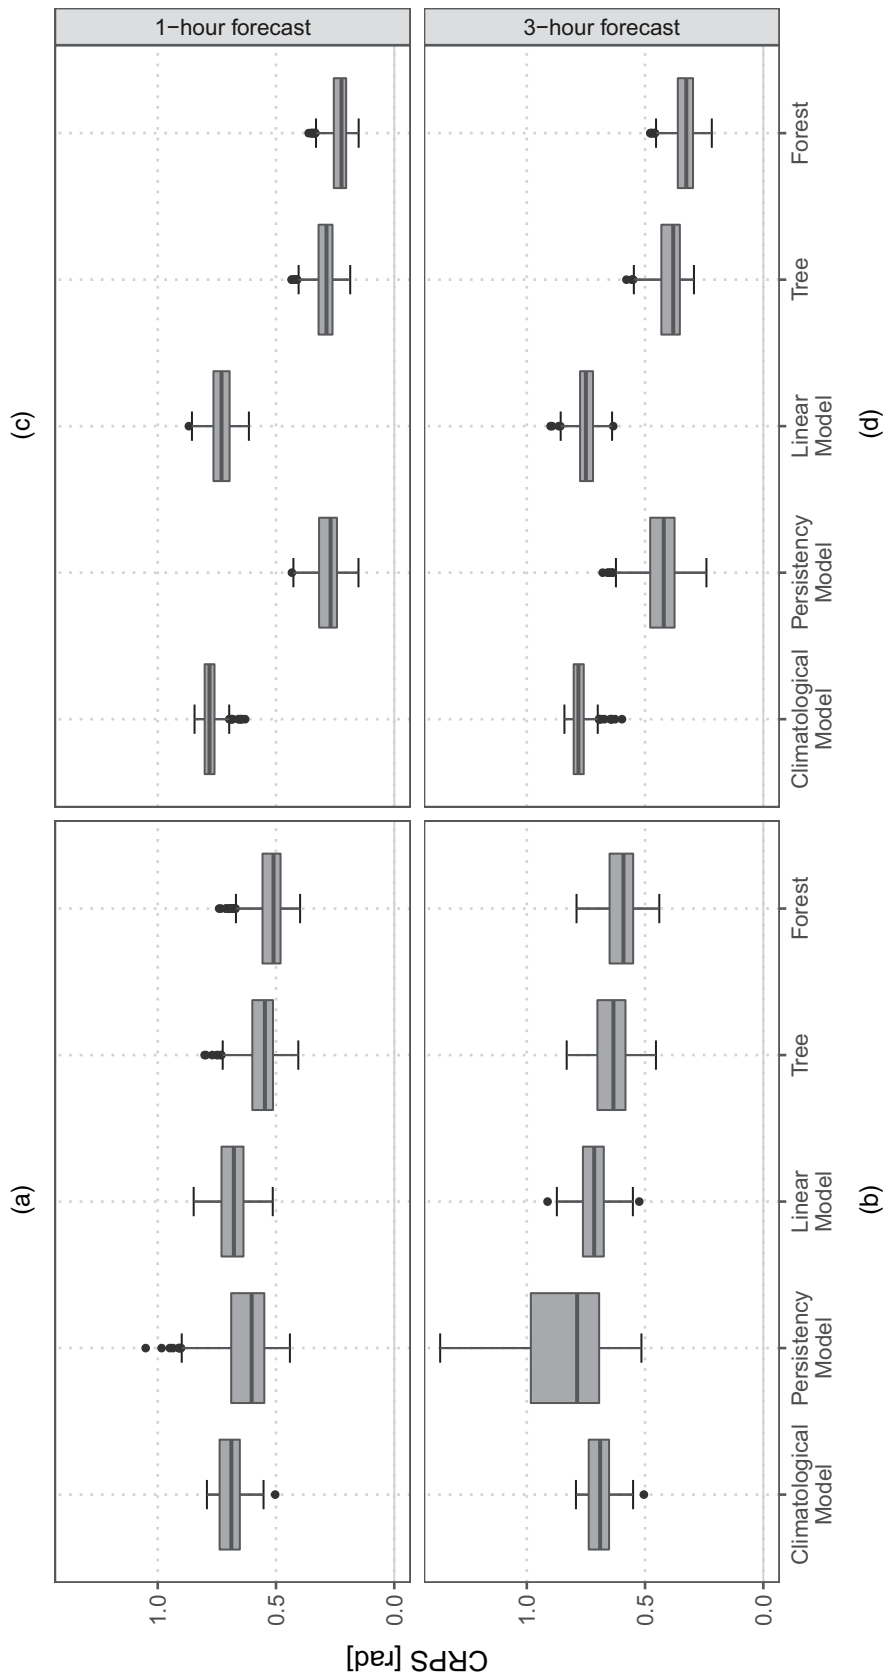 (a)
(c)
1.0
0.5
0.0
1−hour forecast
CRPS [rad]
1.0
0.5
0.0
3−hour forecast
Climatological
Model
Persistency
Model
Linear
Model
Tree
Forest
Climatological
Model
Persistency
Model
Linear
Model
Tree
Forest
(b)
(d)